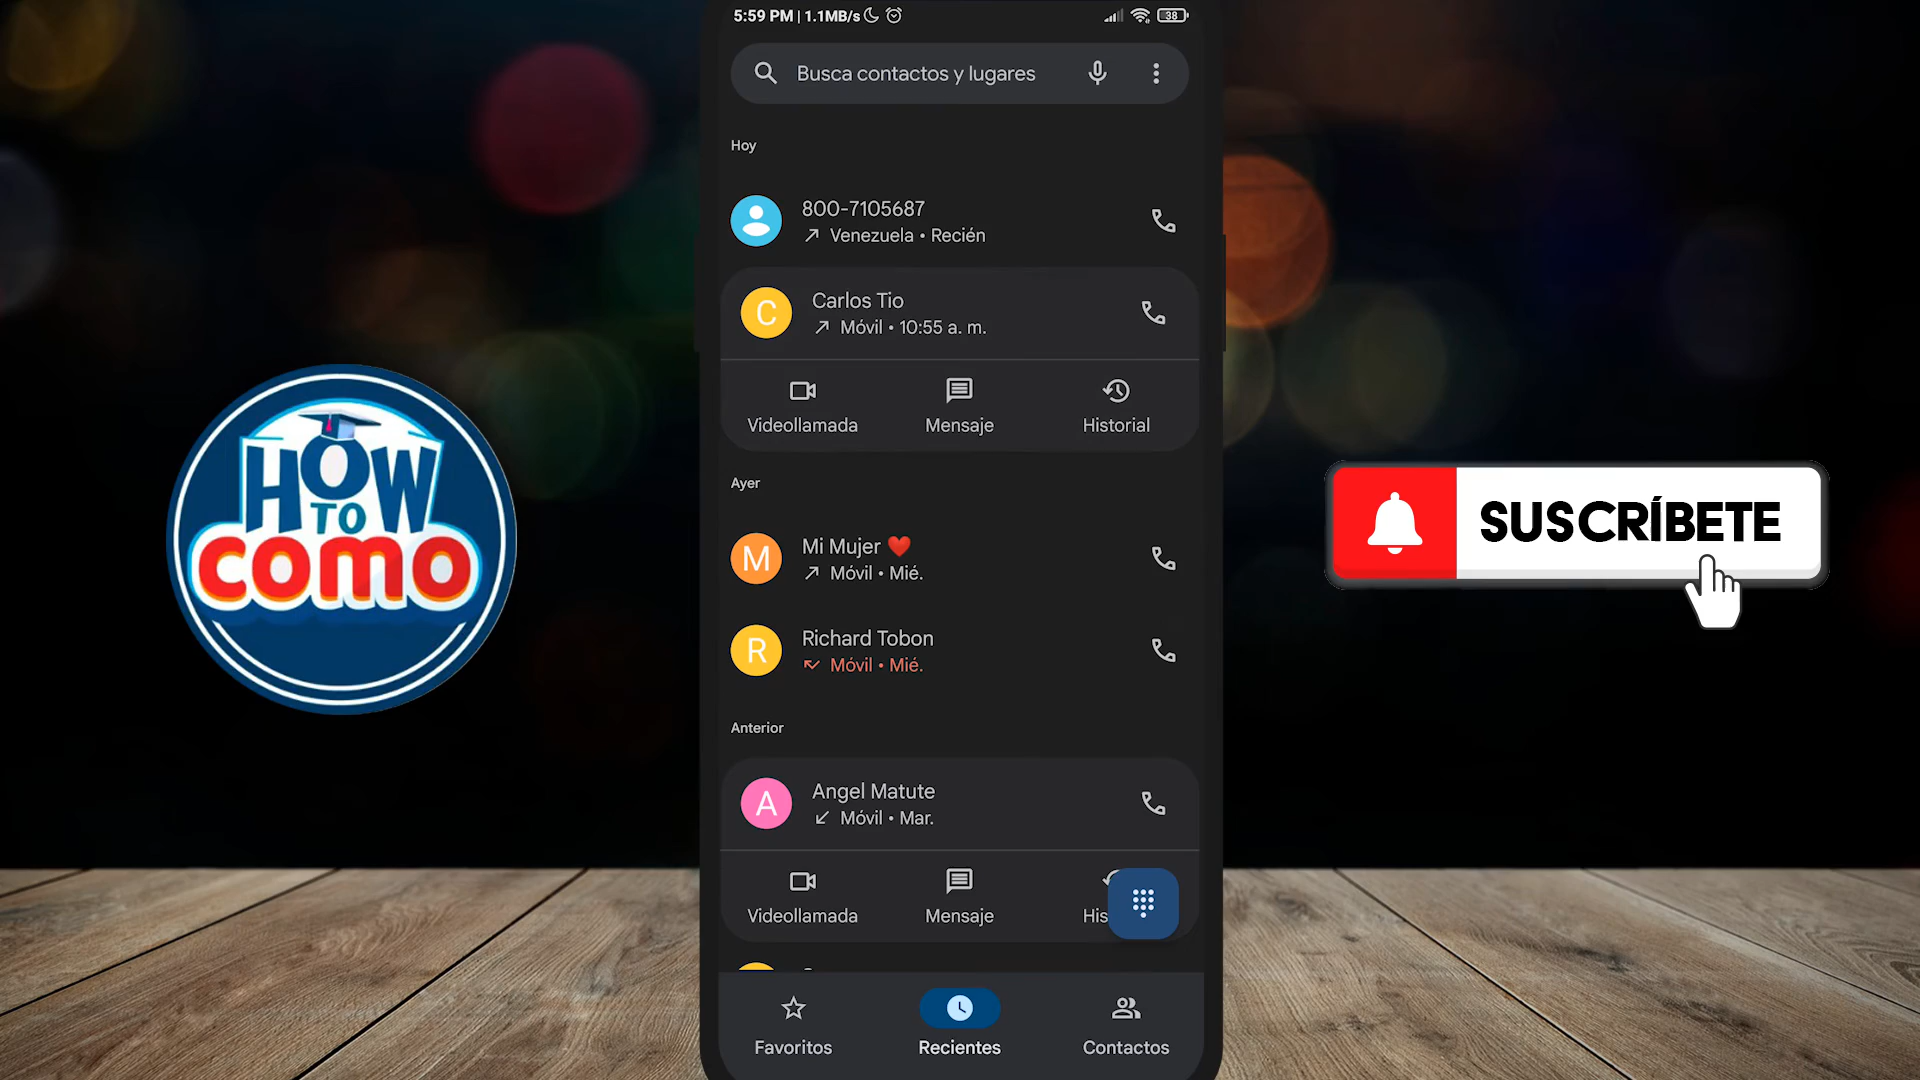 5:59 PM | 1.1MB/s
38
Busca contactos y lugares
Hoy
800-7105687
Venezuela • Recién
C
Carlos Tio
Móvil • 10:55 a. m.
Videollamada
Mensaje
Historial
Ayer
M
Mi Mujer ❤️
Móvil • Mié.
R
Richard Tobon
Móvil • Mié.
Anterior
A
Angel Matute
Móvil • Mar.
Videollamada
Mensaje
His
Favoritos
Recientes
Contactos
HOW
TO
COMO
SUSCRÍBETE